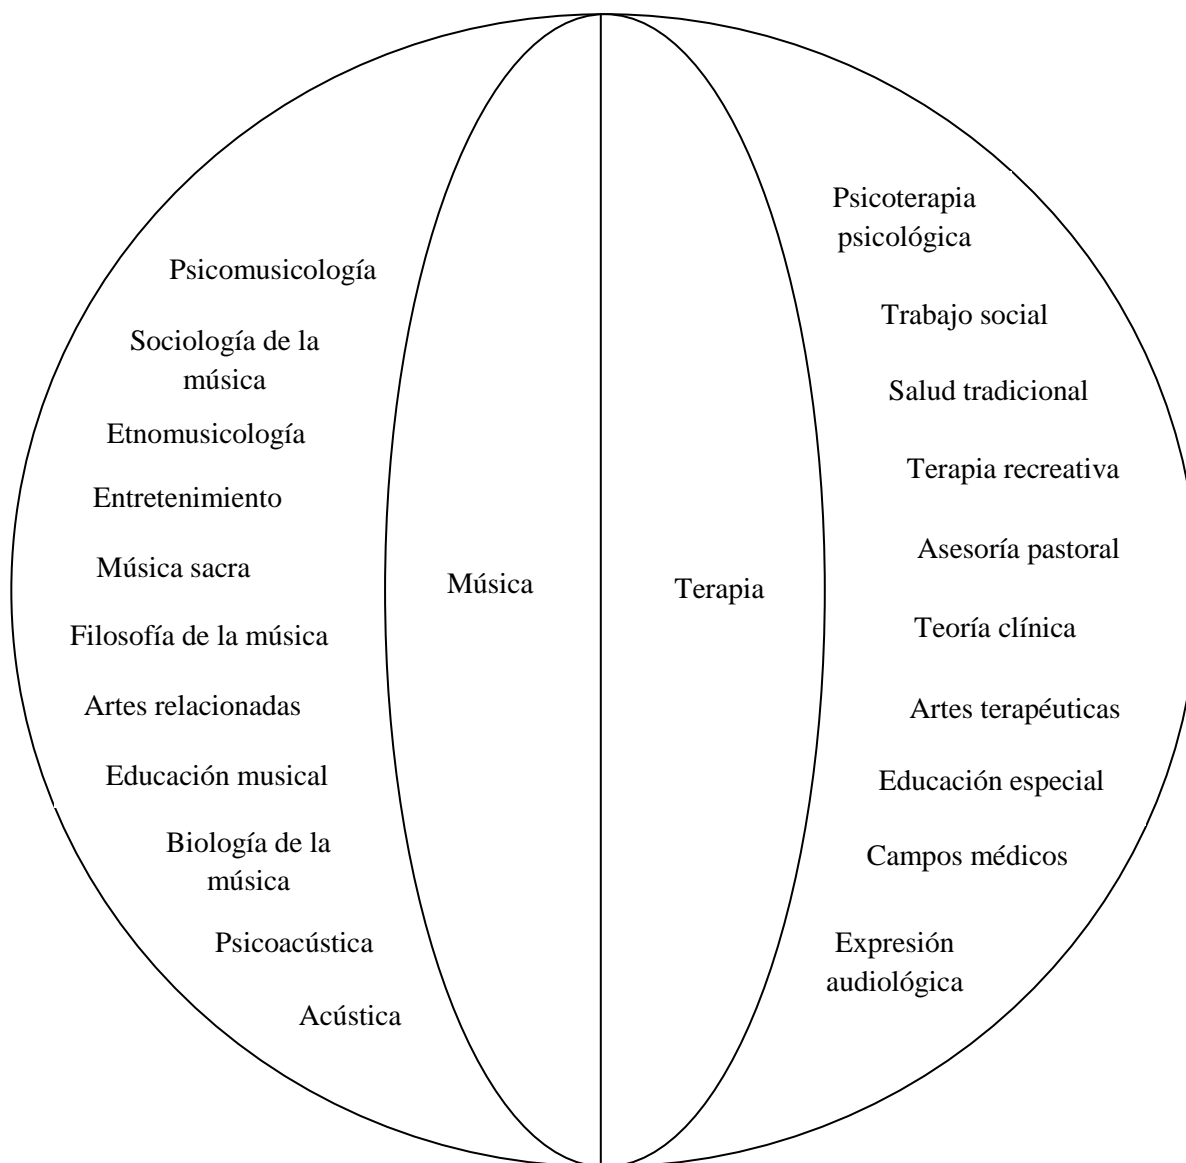 Psicomusicología
Sociología de la
música
Etnomusicología
Entretenimiento
Música sacra
Filosofía de la música
Artes relacionadas
Educación musical
Biología de la
música
Psicoacústica
Acústica
Música
Terapia
Psicoterapia
psicológica
Trabajo social
Salud tradicional
Terapia recreativa
Asesoría pastoral
Teoría clínica
Artes terapéuticas
Educación especial
Campos médicos
Expresión
audiológica